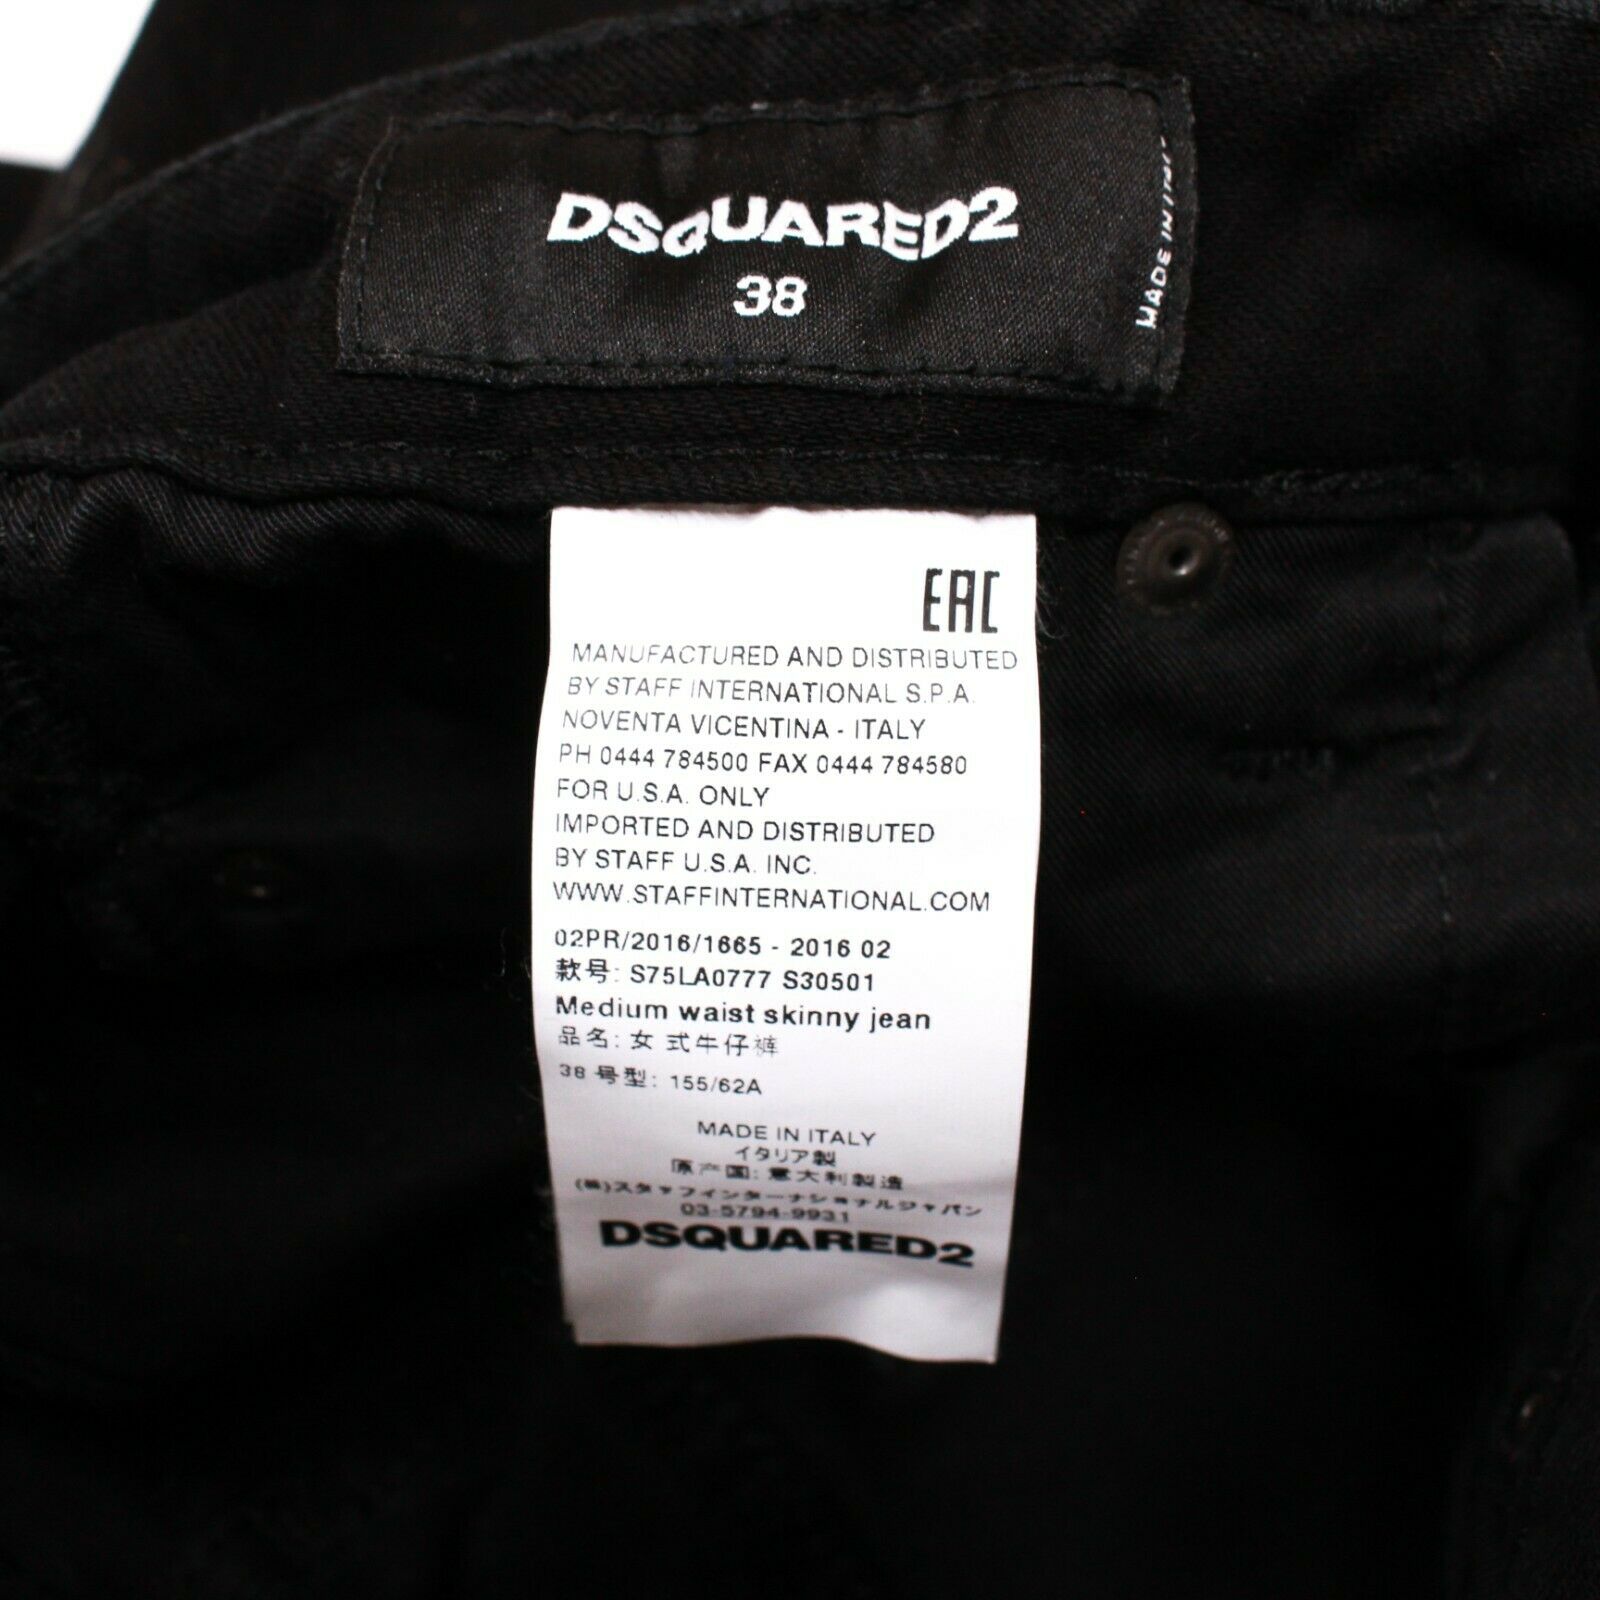 DSQUARED2
38
MADE IN ITALY
EAC
MANUFACTURED AND DISTRIBUTED
BY STAFF INTERNATIONAL S.P.A.
NOVENTA VICENTINA - ITALY
PH 0444 784500 FAX 0444 784580
FOR U.S.A. ONLY
IMPORTED AND DISTRIBUTED
BY STAFF U.S.A. INC.
WWW.STAFFINTERNATIONAL.COM
02PR/2016/1665 - 2016 02
款号: S75LA0777 S30501
Medium waist skinny jean
品名: 女 式牛仔裤
38 号型: 155/62A
MADE IN ITALY
イタリア製
原产国: 意大利製造
(株)スタッフインターナショナルジャパン
03-5794-9931
DSQUARED2